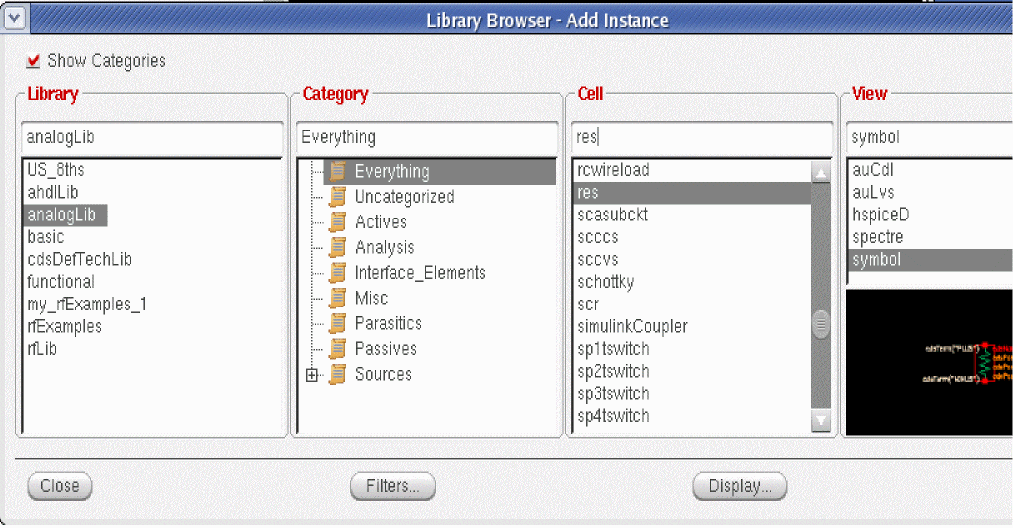 Library Browser - Add Instance
Show Categories
Library
analogLib
US_8ths
ahdlLib
analogLib
basic
cdsDefTechLib
functional
my_rfExamples_1
rfExamples
rfLib
Category
Everything
Everything
Uncategorized
Actives
Analysis
Interface_Elements
Misc
Parasitics
Passives
Sources
Cell
res
rcwireload
res
scasubckt
scccs
sccvs
schottky
scr
simulinkCoupler
sp1tswitch
sp2tswitch
sp3tswitch
sp4tswitch
View
symbol
auCdl
auLvs
hspiceD
spectre
symbol
Close
Filters...
Display...